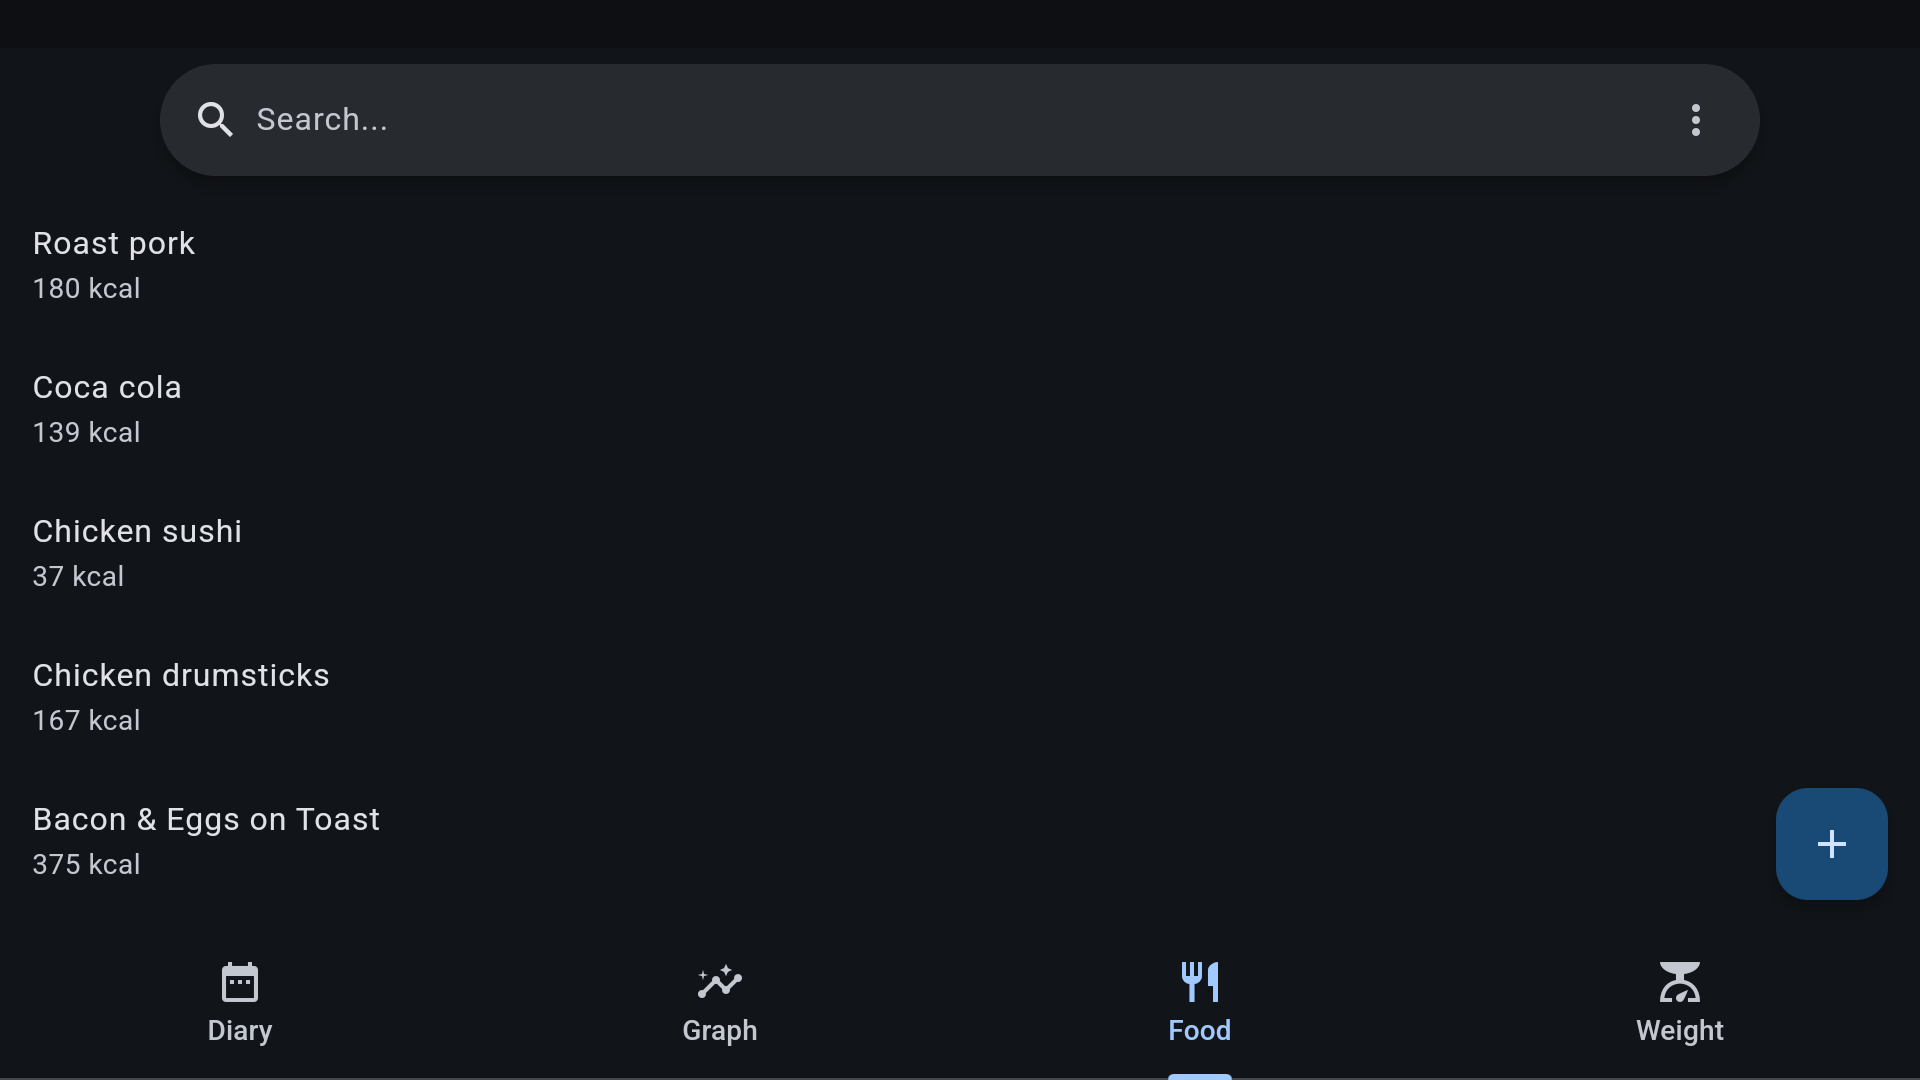 Search...
Roast pork
180 kcal
Coca cola
139 kcal
Chicken sushi
37 kcal
Chicken drumsticks
167 kcal
Bacon & Eggs on Toast
375 kcal
Diary
Graph
Food
Weight